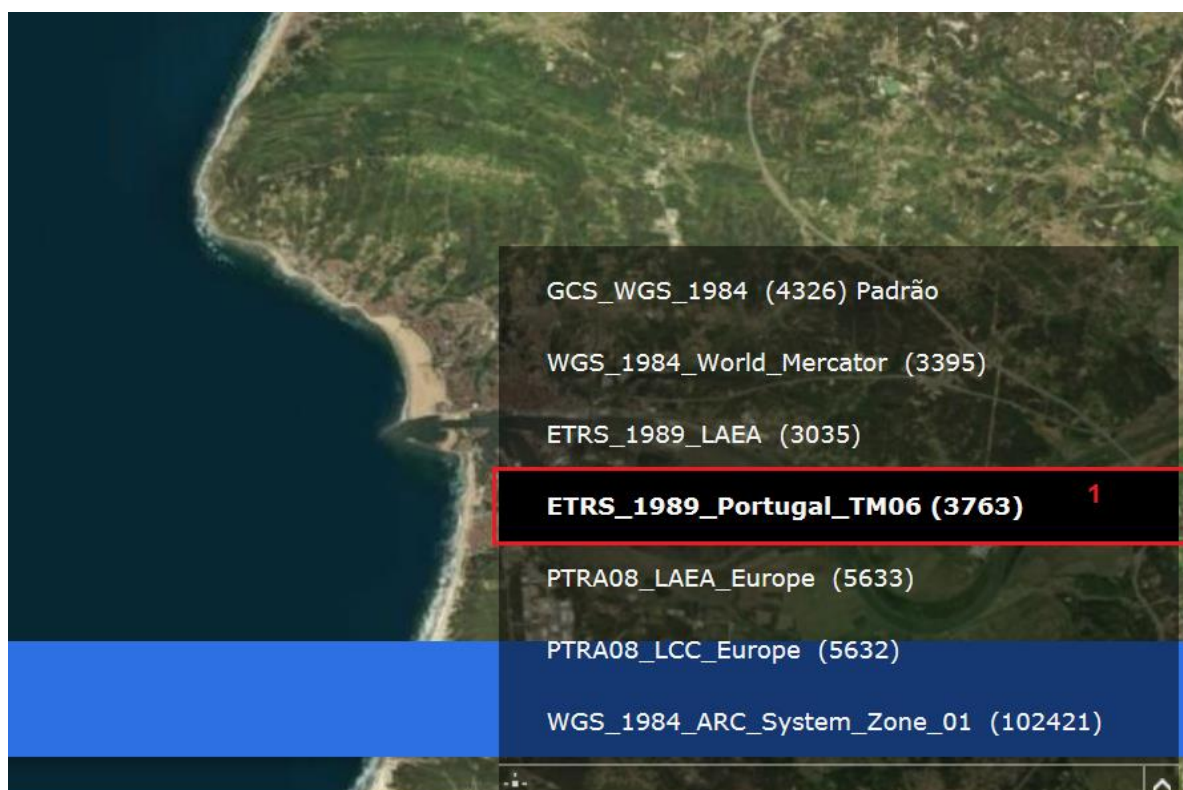 GCS_WGS_1984 (4326) Padrão
WGS_1984_World_Mercator (3395)
ETRS_1989_LAEA (3035)
ETRS_1989_Portugal_TM06 (3763) 1
PTRA08_LAEA_Europe (5633)
PTRA08_LCC_Europe (5632)
WGS_1984_ARC_System_Zone_01 (102421)